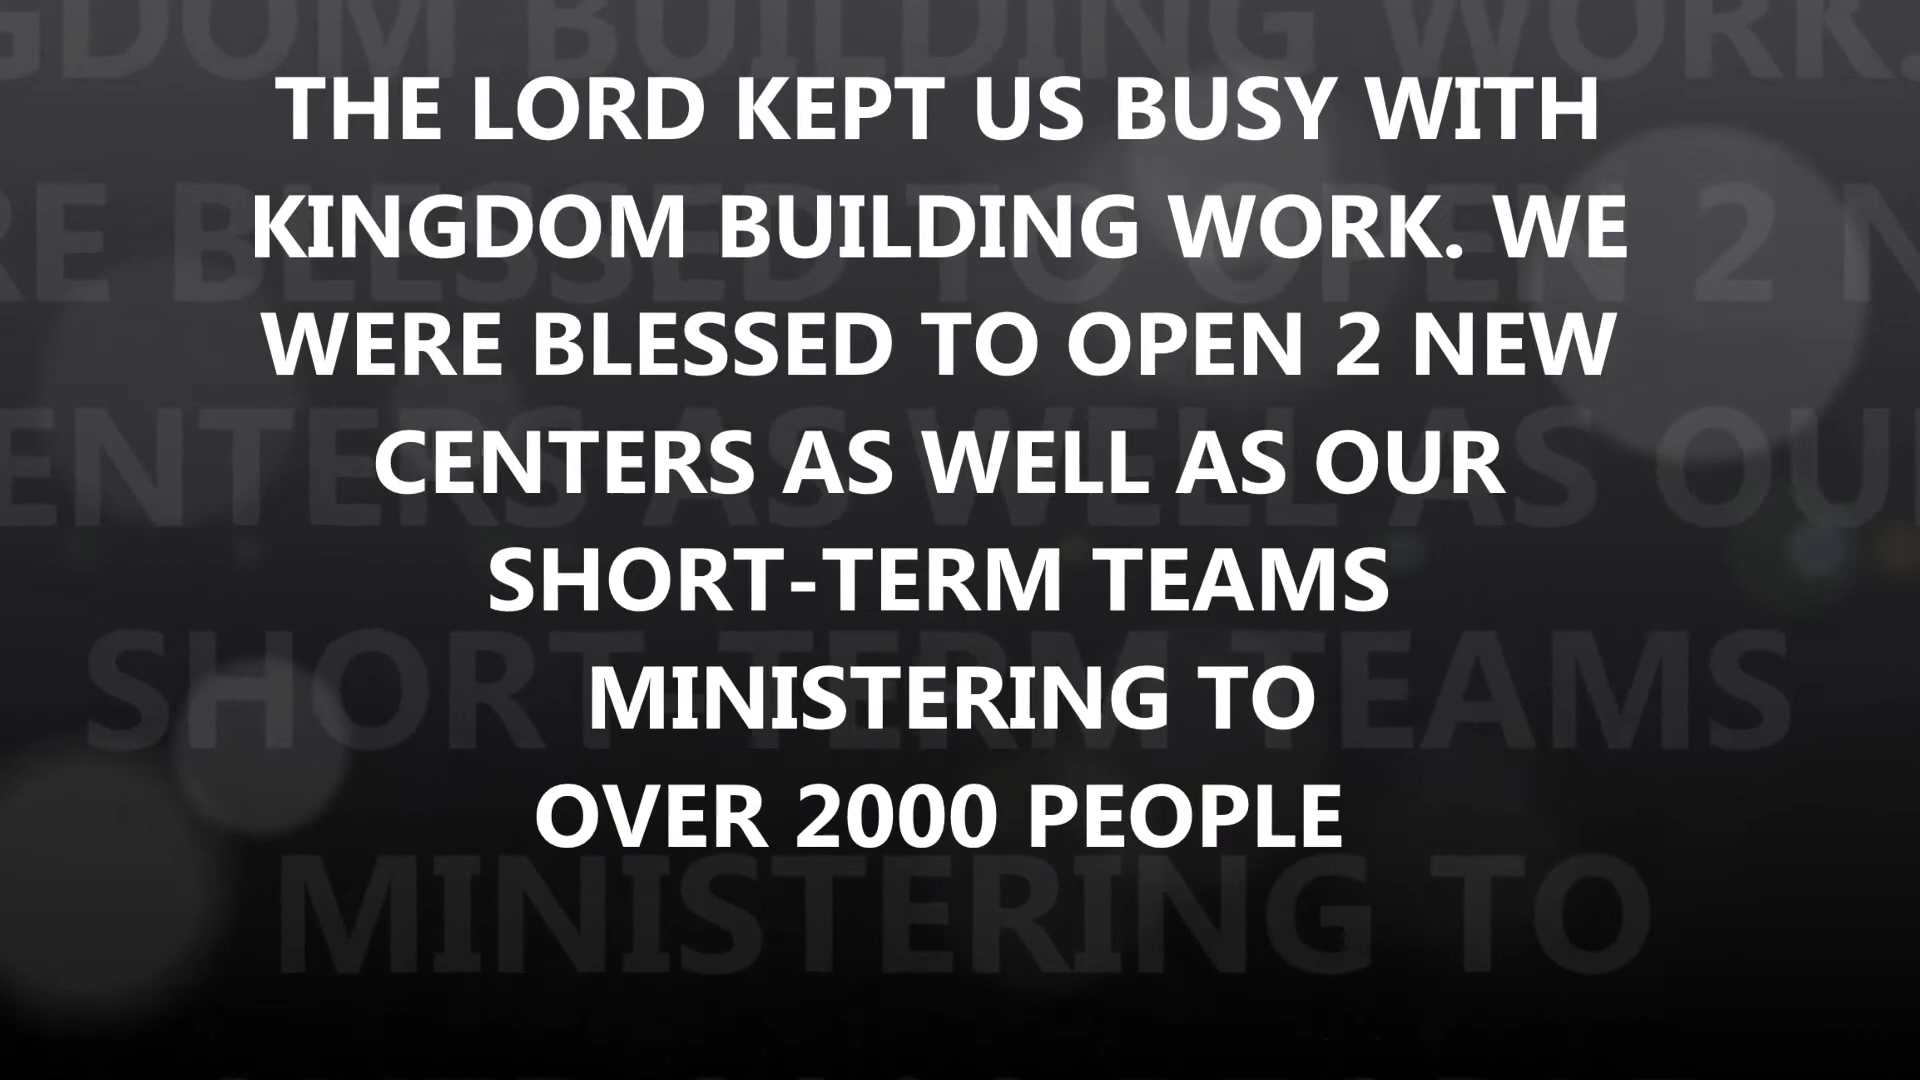 THE LORD KEPT US BUSY WITH
KINGDOM BUILDING WORK. WE
WERE BLESSED TO OPEN 2 NEW
CENTERS AS WELL AS OUR
SHORT-TERM TEAMS
MINISTERING TO
OVER 2000 PEOPLE